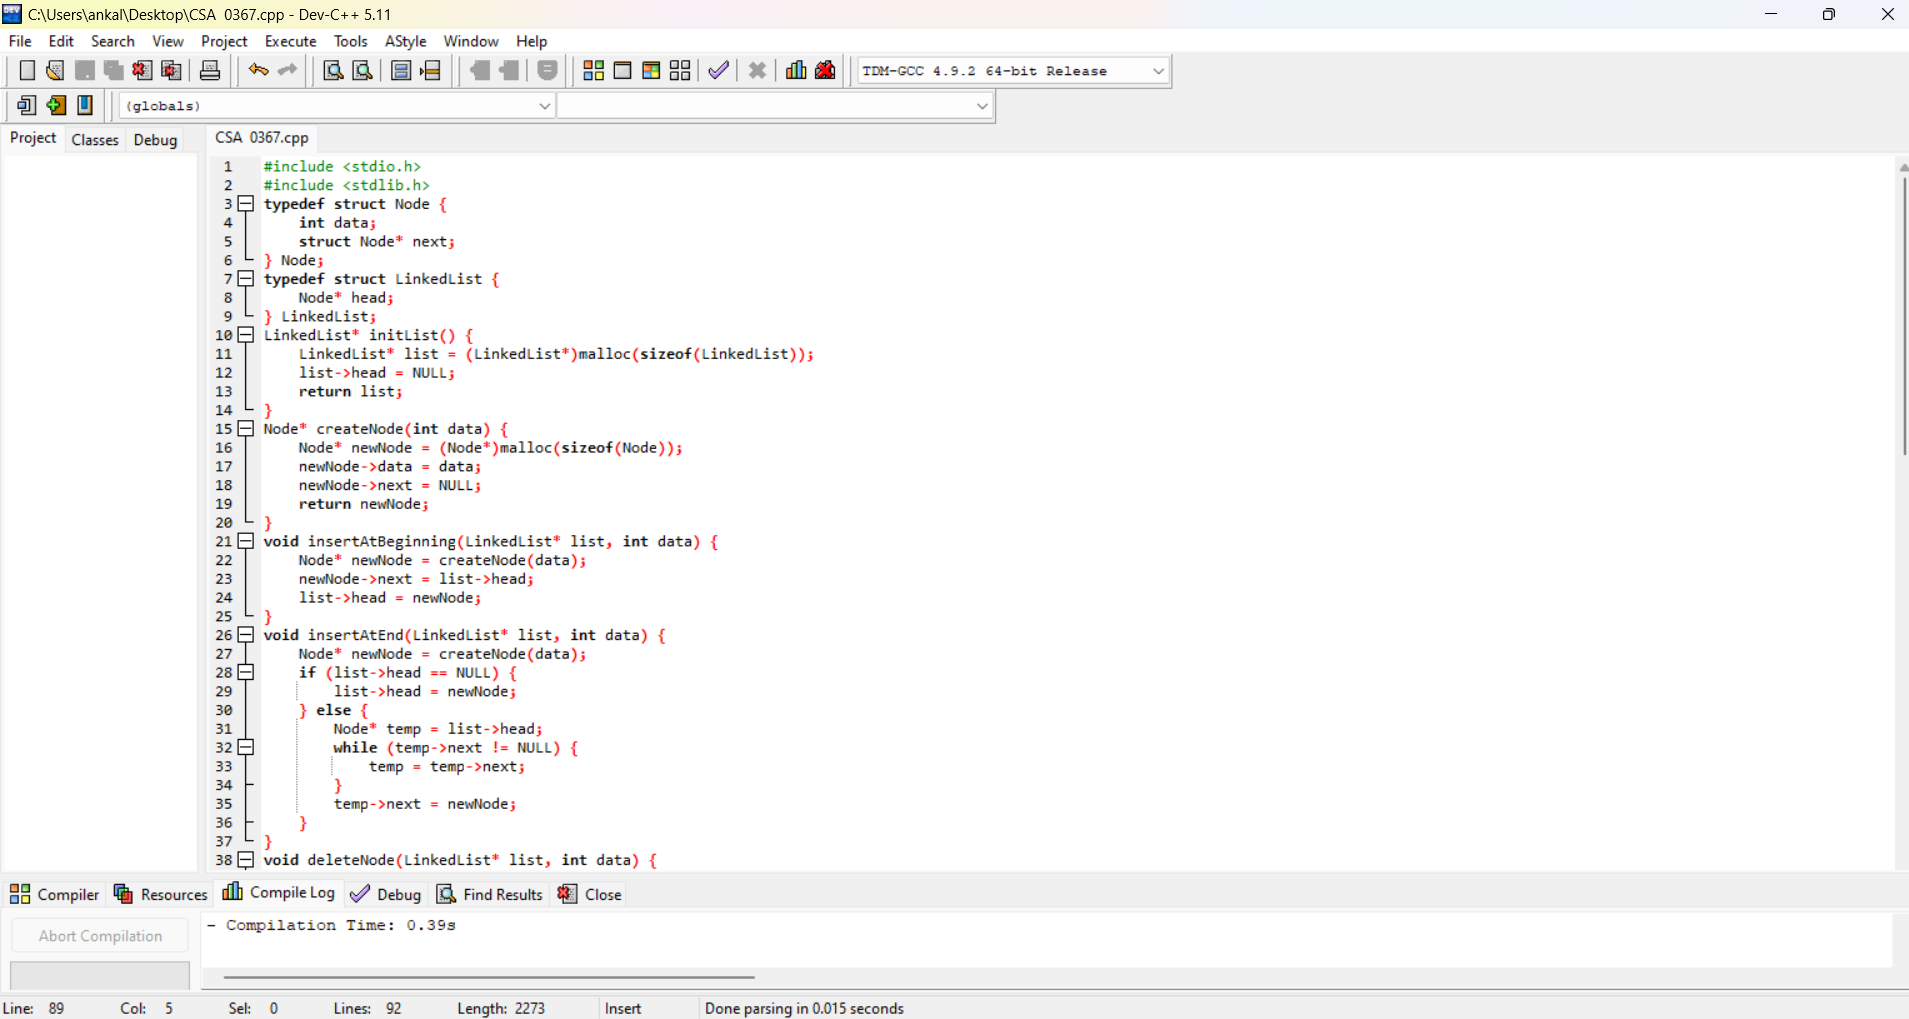 C:\Users\ankal\Desktop\CSA 0367.cpp - Dev-C++ 5.11
File Edit Search View Project Execute Tools AStyle Window Help
TDM-GCC 4.9.2 64-bit Release
(globals)
Project Classes Debug CSA 0367.cpp
1 #include <stdio.h>
2 #include <stdlib.h>
3 typedef struct Node {
4 int data;
5 struct Node* next;
6 } Node;
7 typedef struct LinkedList {
8 Node* head;
9 } LinkedList;
10 LinkedList* initList() {
11 LinkedList* list = (LinkedList*)malloc(sizeof(LinkedList));
12 list->head = NULL;
13 return list;
14 }
15 Node* createNode(int data) {
16 Node* newNode = (Node*)malloc(sizeof(Node));
17 newNode->data = data;
18 newNode->next = NULL;
19 return newNode;
20 }
21 void insertAtBeginning(LinkedList* list, int data) {
22 Node* newNode = createNode(data);
23 newNode->next = list->head;
24 list->head = newNode;
25 }
26 void insertAtEnd(LinkedList* list, int data) {
27 Node* newNode = createNode(data);
28 if (list->head == NULL) {
29 list->head = newNode;
30 } else {
31 Node* temp = list->head;
32 while (temp->next != NULL) {
33 temp = temp->next;
34 }
35 temp->next = newNode;
36 }
37 }
38 void deleteNode(LinkedList* list, int data) {
Compiler Resources Compile Log Debug Find Results Close
Abort Compilation
- Compilation Time: 0.39s
Line: 89 Col: 5 Sel: 0 Lines: 92 Length: 2273 Insert Done parsing in 0.015 seconds